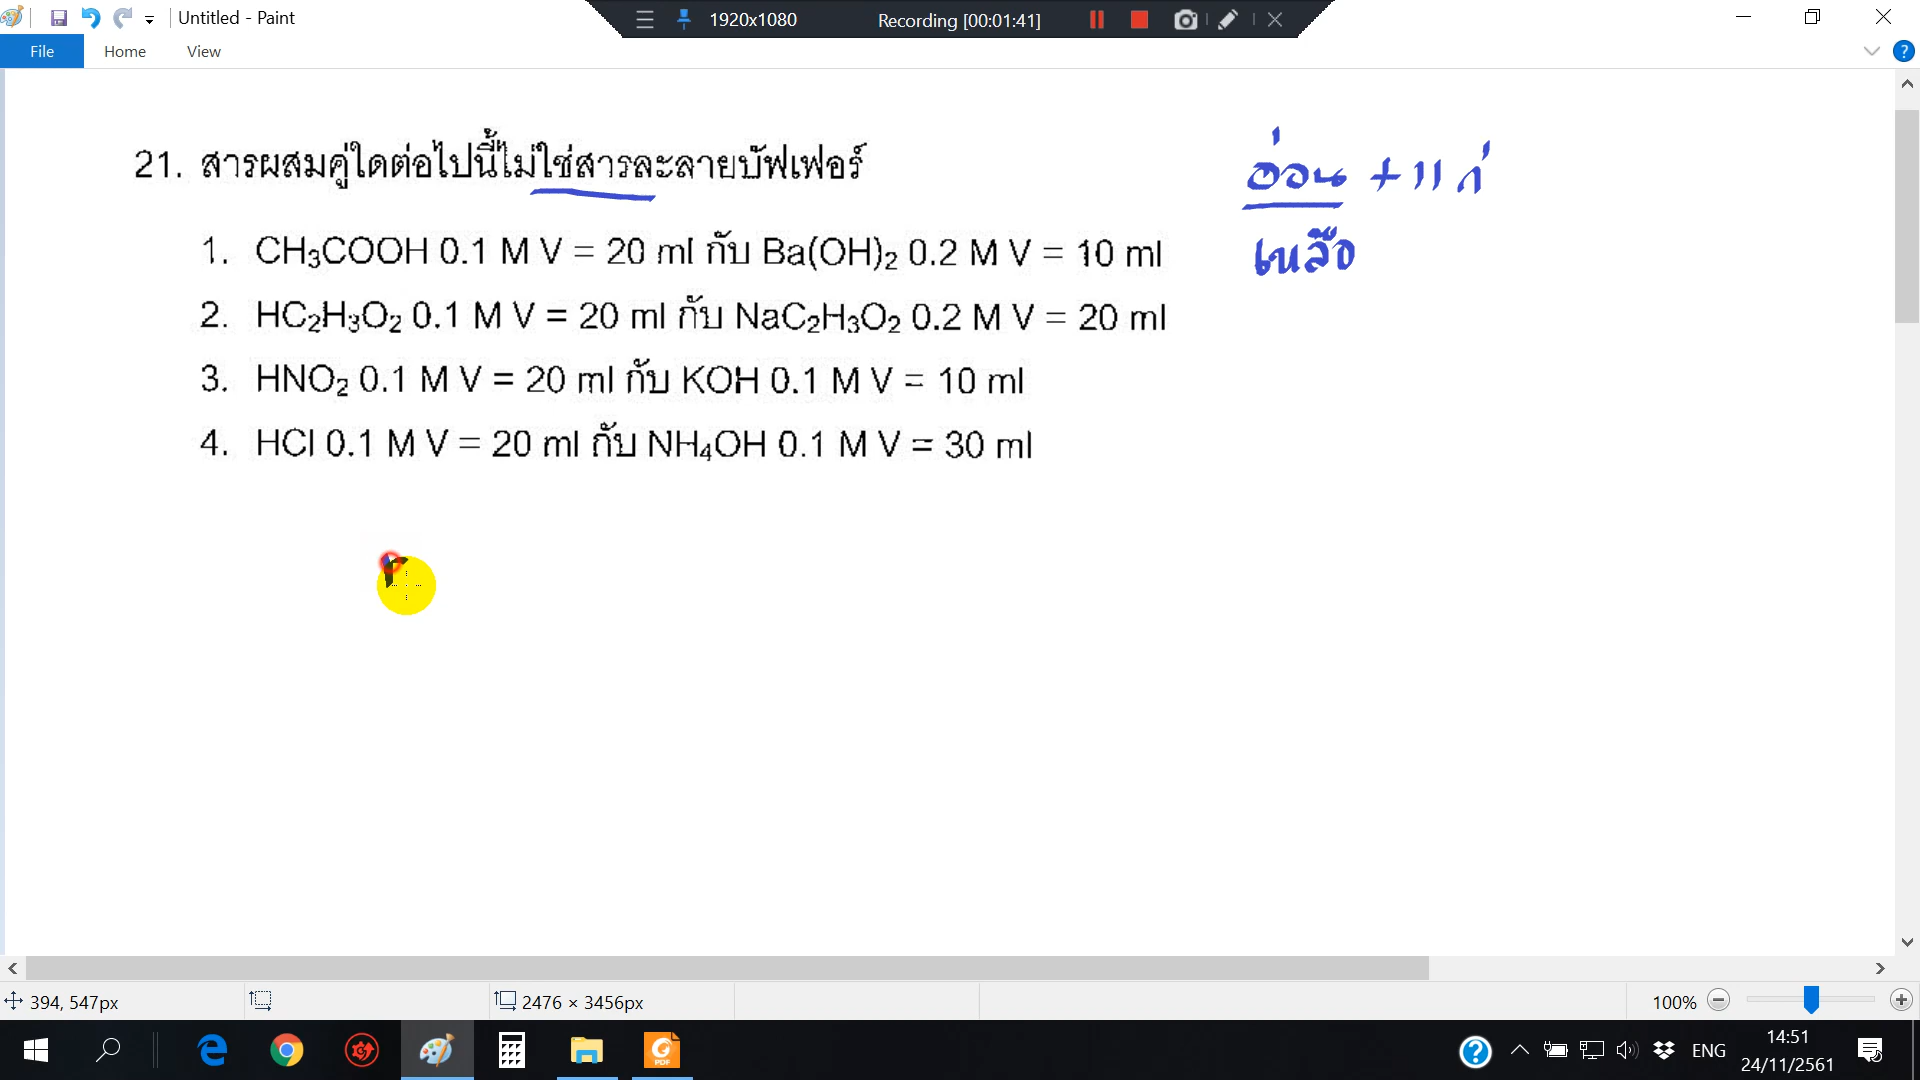 Untitled - Paint
1920x1080
Recording [00:01:41]
File
Home
View
21. สารผสมคู่ใดต่อไปนี้ไม่ใช่สารละลายบัฟเฟอร์
อ่อน + แก่
เหลือ
1. CH₃COOH 0.1 M V = 20 ml กับ Ba(OH)₂ 0.2 M V = 10 ml
2. HC₂H₃O₂ 0.1 M V = 20 ml กับ NaC₂H₃O₂ 0.2 M V = 20 ml
3. HNO₂ 0.1 M V = 20 ml กับ KOH 0.1 M V = 10 ml
4. HCl 0.1 M V = 20 ml กับ NH₄OH 0.1 M V = 30 ml
394, 547px
2476 × 3456px
100%
PDF
ENG
14:51
24/11/2561